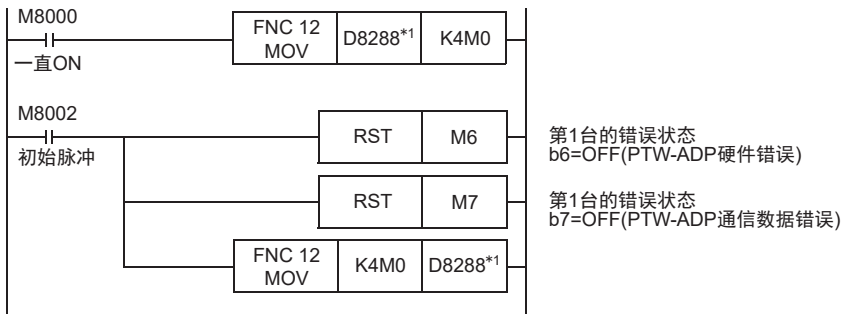 M8000
FNC 12
MOV
D8288*1
K4M0
一直ON
M8002
RST
M6
第1台的错误状态
b6=OFF(PTW-ADP硬件错误)
初始脉冲
RST
M7
第1台的错误状态
b7=OFF(PTW-ADP通信数据错误)
FNC 12
MOV
K4M0
D8288*1